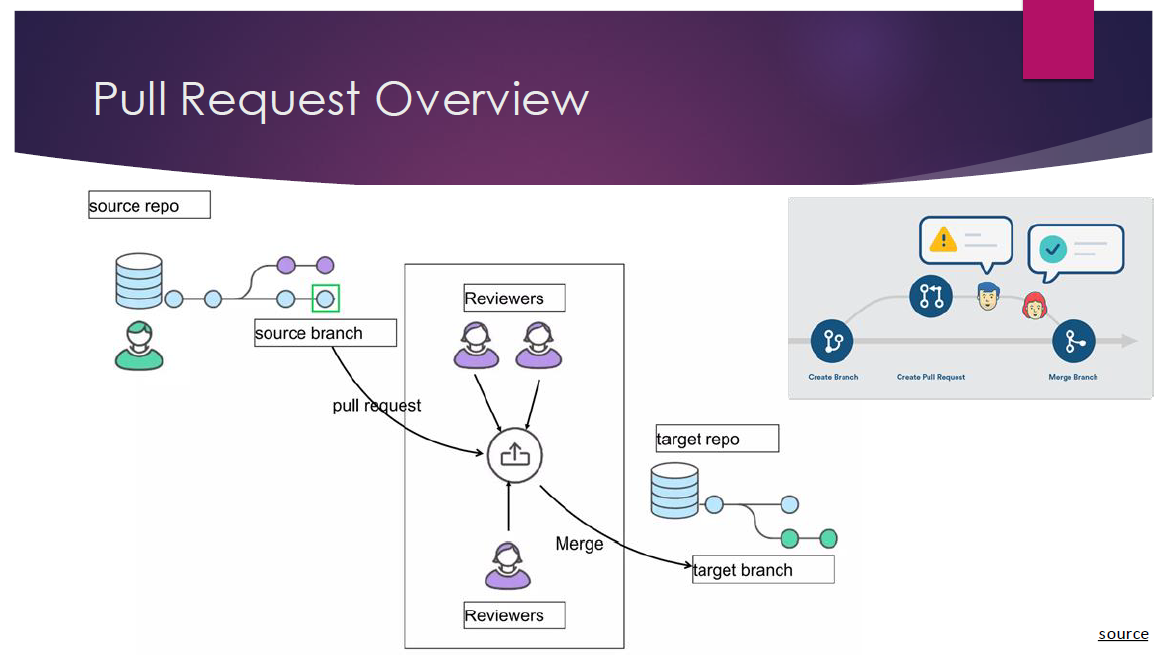 Pull Request Overview
source repo
source branch
pull request
Reviewers
Reviewers
Merge
target repo
target branch
Create Branch
Create Pull Request
Merge Branch
source